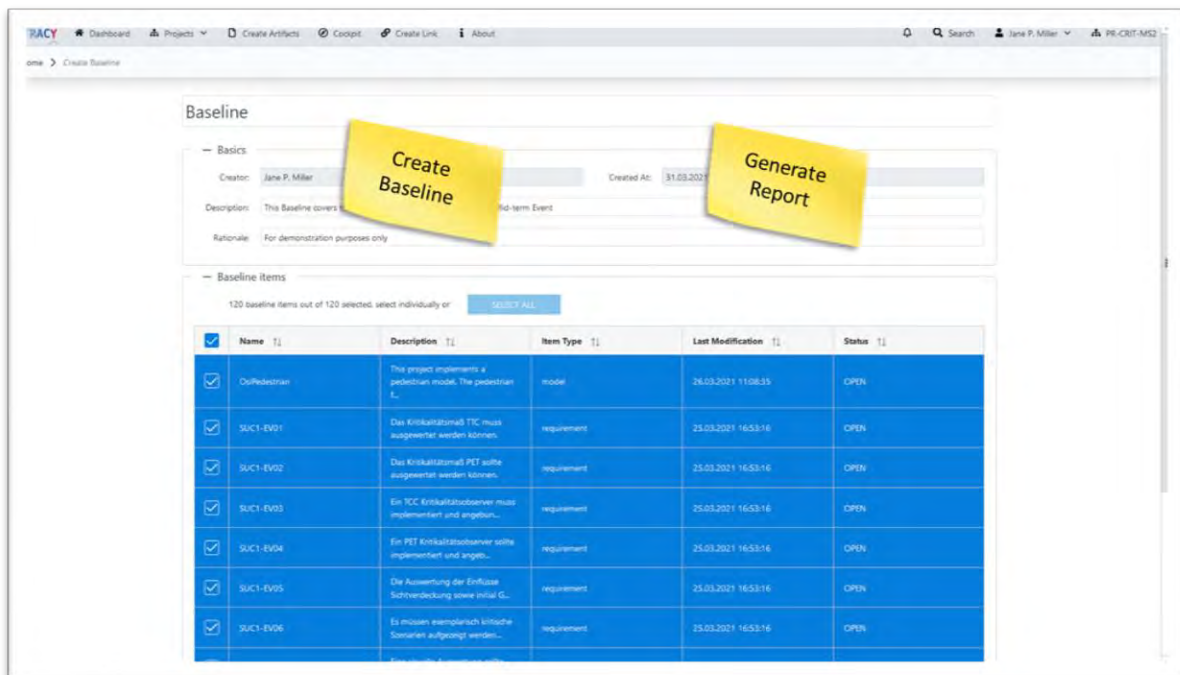 RACY Dashboard Projects Create Artifacts Cockpit Create Link About Search Jane P. Miller PR-CRIT-MS2
ome > Create Baseline
Baseline
Basics
Creator: Jane P. Miller Created At: 31.03.2021
Description: This Baseline covers Mid-term Event
Rationale: For demonstration purposes only
Create
Baseline
Generate
Report
Baseline items
120 baseline items out of 120 selected, select individually or SELECT ALL
Name Description Item Type Last Modification Status
OsiPedestrian This project implements a pedestrian model. The pedestrian t... model 26.03.2021 11:08:35 OPEN
SUC1-EV01 Das Kritikalitätsmaß TTC muss ausgewertet werden können. requirement 25.03.2021 16:53:16 OPEN
SUC1-EV02 Das Kritikalitätsmaß PET sollte ausgewertet werden können. requirement 25.03.2021 16:53:16 OPEN
SUC1-EV03 Ein TCC Kritikalitätsobserver muss implementiert und angebun... requirement 25.03.2021 16:53:16 OPEN
SUC1-EV04 Ein PET Kritikalitätsobserver sollte implementiert und angeb... requirement 25.03.2021 16:53:16 OPEN
SUC1-EV05 Die Auswertung der Einflüsse Sichtverdeckung sowie initial G... requirement 25.03.2021 16:53:16 OPEN
SUC1-EV06 Es müssen exemplarisch kritische Szenarien aufgezeigt werden... requirement 25.03.2021 16:53:16 OPEN